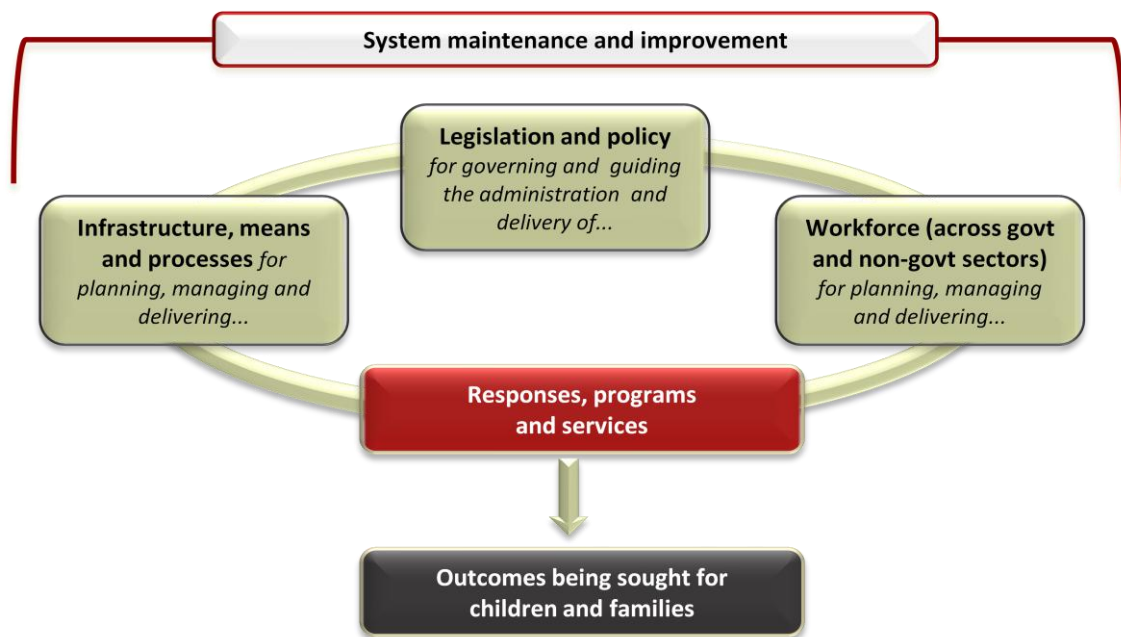 System maintenance and improvement
Legislation and policy
for governing and guiding
the administration and
delivery of...
Infrastructure, means
and processes for
planning, managing and
delivering...
Workforce (across govt
and non-govt sectors)
for planning, managing
and delivering...
Responses, programs
and services
Outcomes being sought for
children and families